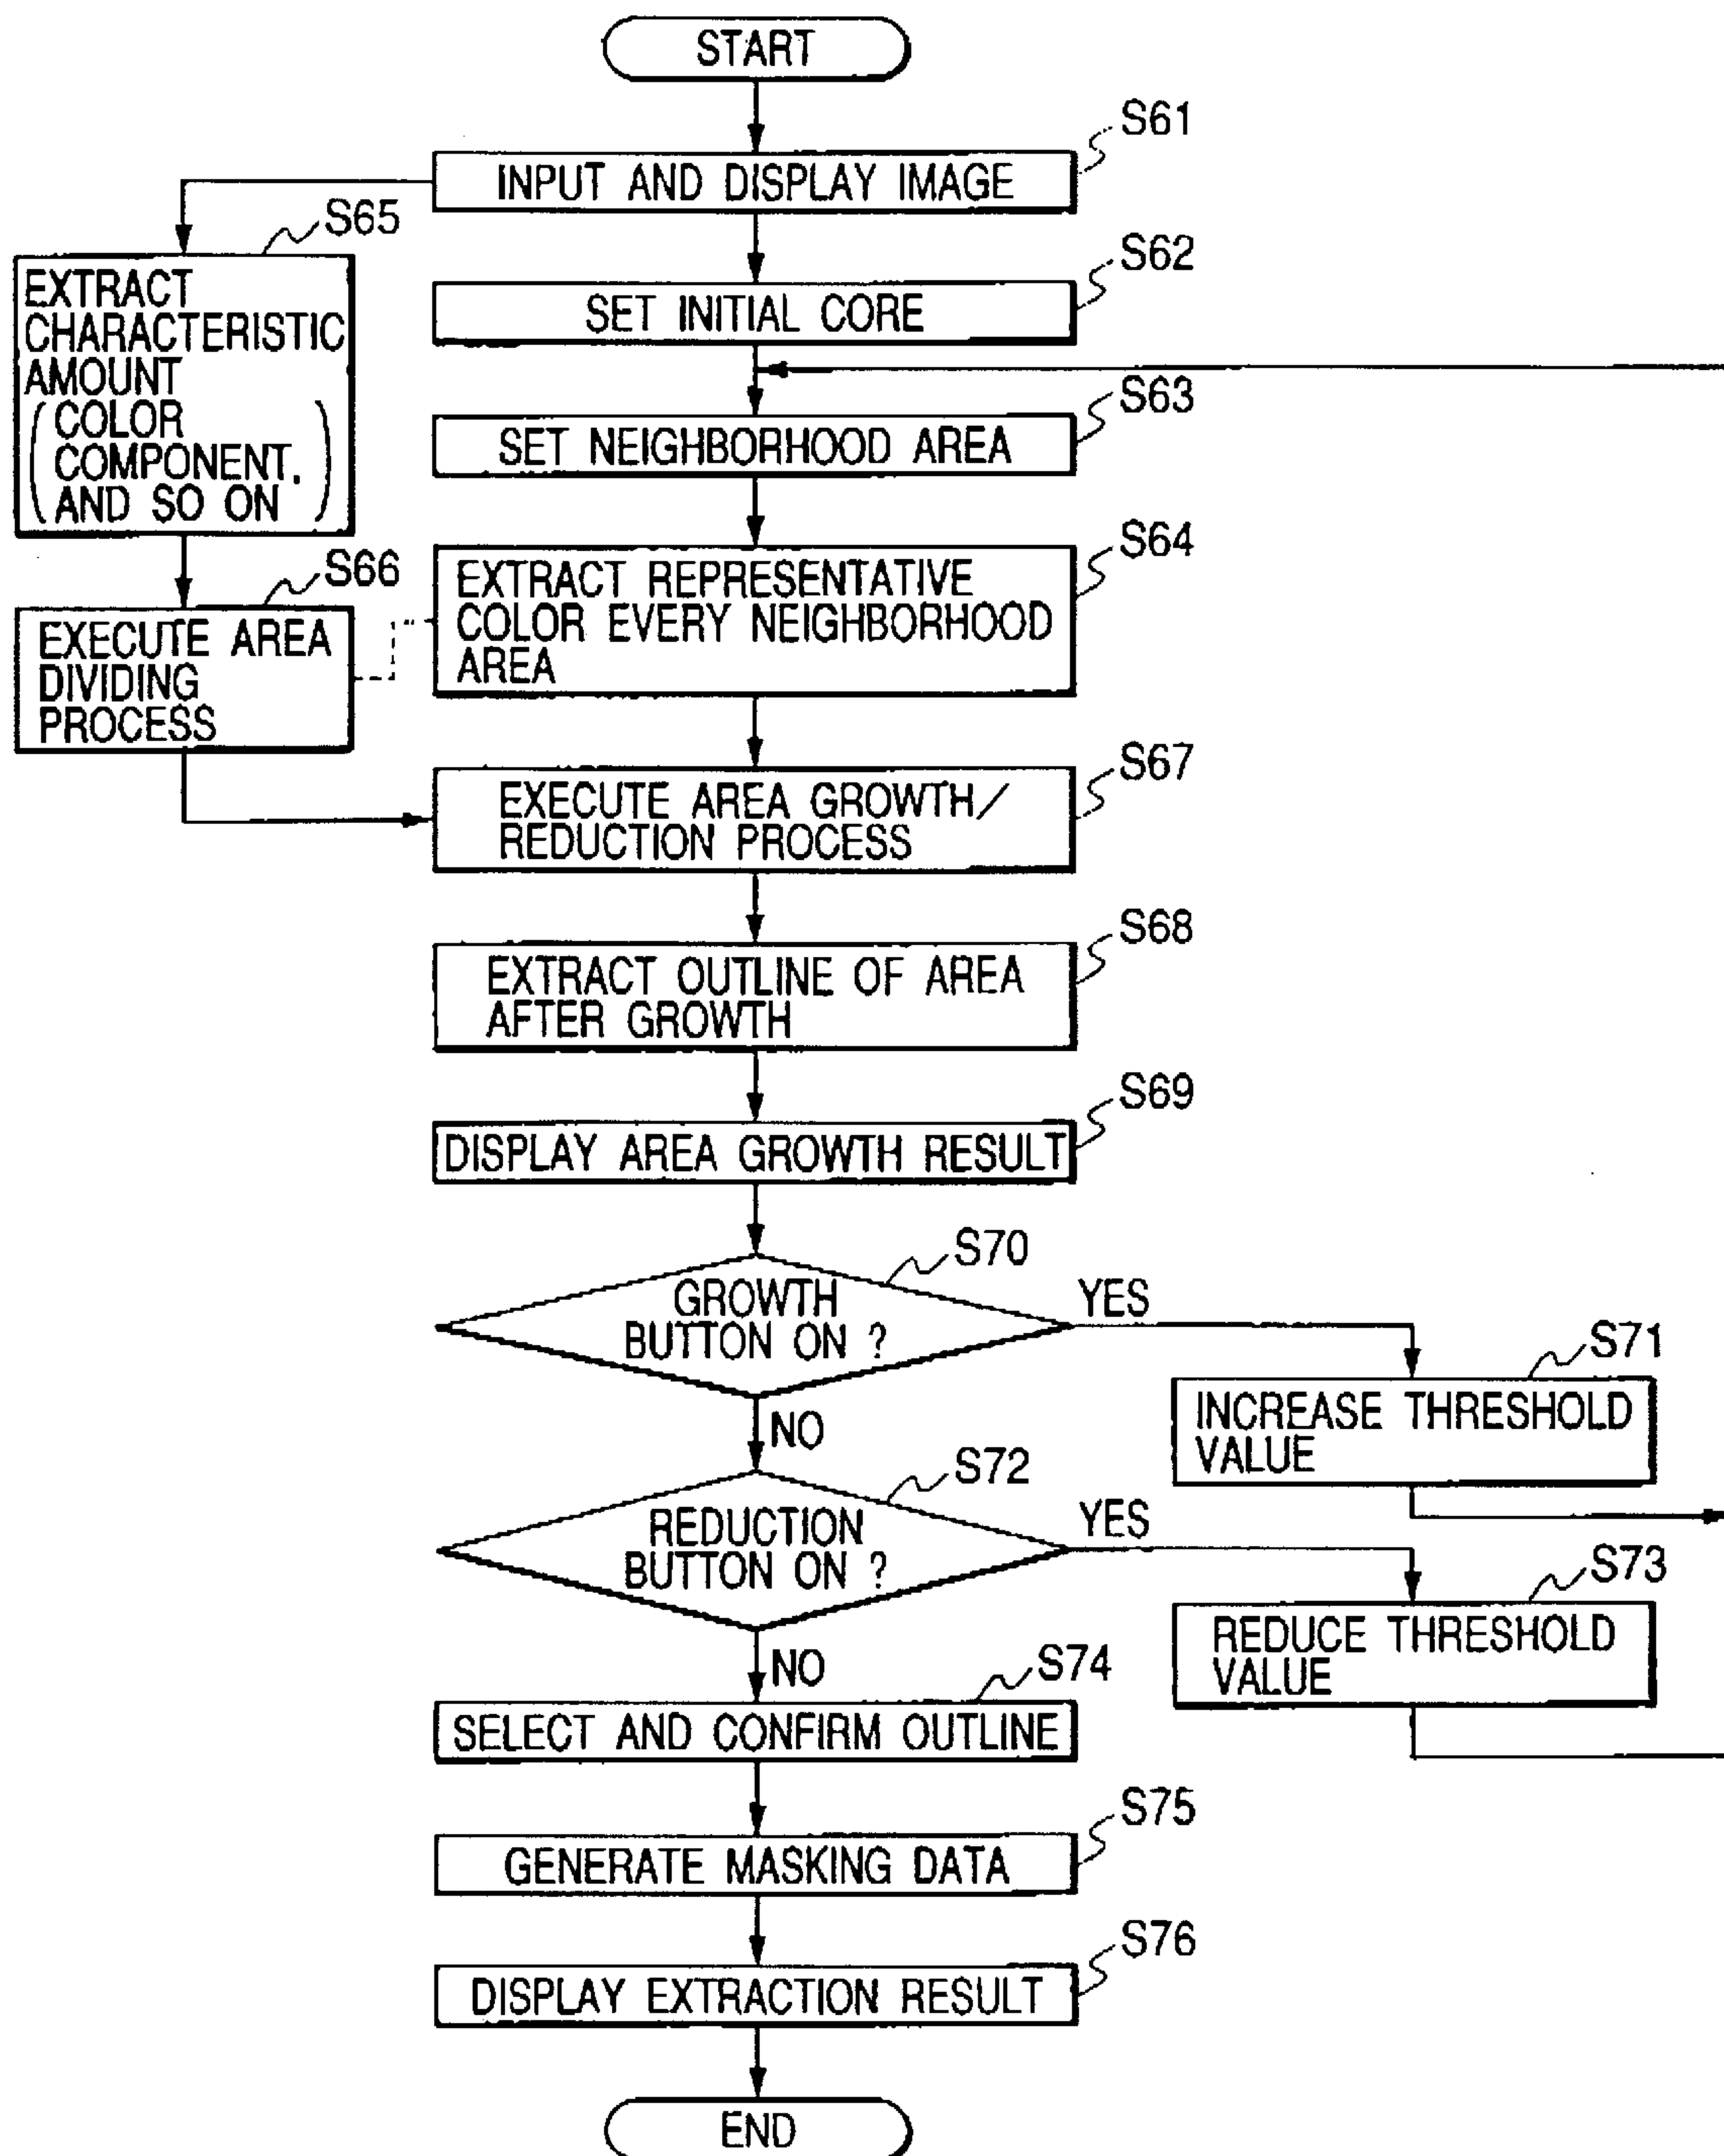 START
S61
INPUT AND DISPLAY IMAGE
S65
EXTRACT
CHARACTERISTIC
AMOUNT
( COLOR
COMPONENT,
AND SO ON )
S62
SET INITIAL CORE
S63
SET NEIGHBORHOOD AREA
S64
EXTRACT REPRESENTATIVE
COLOR EVERY NEIGHBORHOOD
AREA
S66
EXECUTE AREA
DIVIDING
PROCESS
S67
EXECUTE AREA GROWTH/
REDUCTION PROCESS
S68
EXTRACT OUTLINE OF AREA
AFTER GROWTH
S69
DISPLAY AREA GROWTH RESULT
S70
GROWTH
BUTTON ON ?
YES
S71
INCREASE THRESHOLD
VALUE
NO
S72
REDUCTION
BUTTON ON ?
YES
S73
REDUCE THRESHOLD
VALUE
NO
S74
SELECT AND CONFIRM OUTLINE
S75
GENERATE MASKING DATA
S76
DISPLAY EXTRACTION RESULT
END